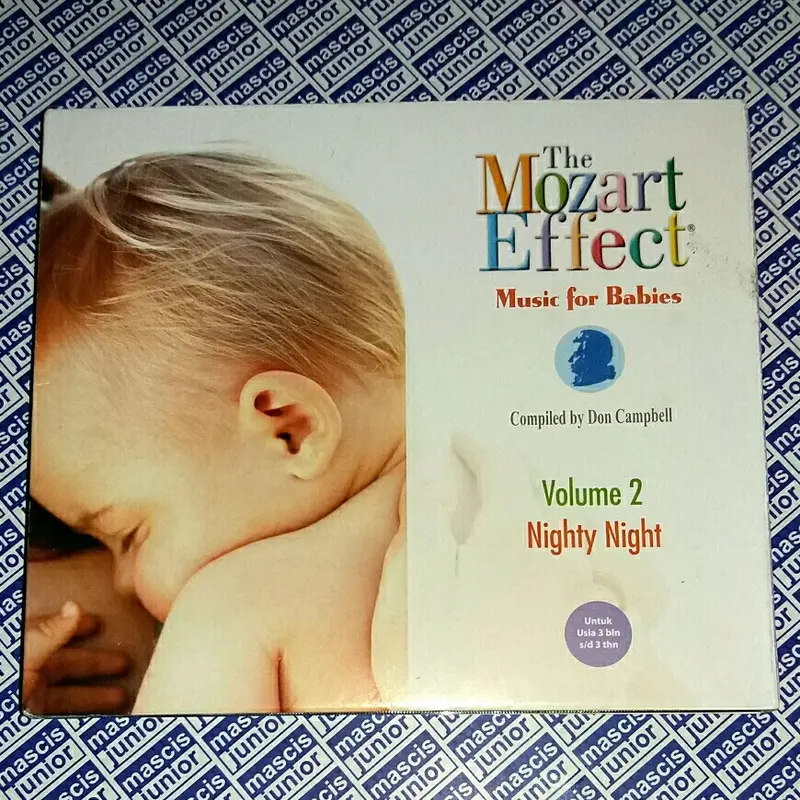 The
Mozart
Effect®
Music for Babies
Compiled by Don Campbell
Volume 2
Nighty Night
Untuk
Usia 3 bln
s/d 3 thn
mascis
junior